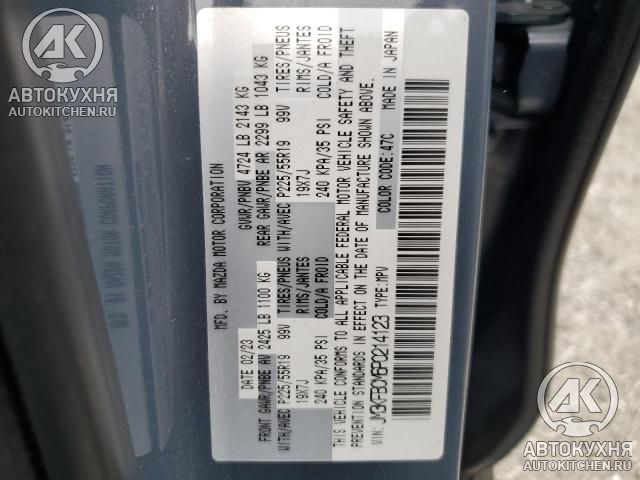 AK
АВТОКУХНЯ
AVTOKITCHEN.RU
MFD. BY MAZDA MOTOR CORPORATION
DATE 02/23 GVWR/PNBV 4724 LB 2143 KG
FRONT GAWR/PNBE AV 2425 LB 1100 KG REAR GAWR/PNBE AR 2299 LB 1043 KG
WITH/AVEC P225/55R19 99V TIRES/PNEUS WITH/AVEC P225/55R19 99V TIRES/PNEUS
19X7J RIMS/JANTES 19X7J RIMS/JANTES
240 KPA/35 PSI COLD/A FROID 240 KPA/35 PSI COLD/A FROID
THIS VEHICLE CONFORMS TO ALL APPLICABLE FEDERAL MOTOR VEHICLE SAFETY AND THEFT
PREVENTION STANDARDS IN EFFECT ON THE DATE OF MANUFACTURE SHOWN ABOVE.
VIN: TYPE:MPV COLOR CODE:47C MADE IN JAPAN
AK
АВТОКУХНЯ
AVTOKITCHEN.RU